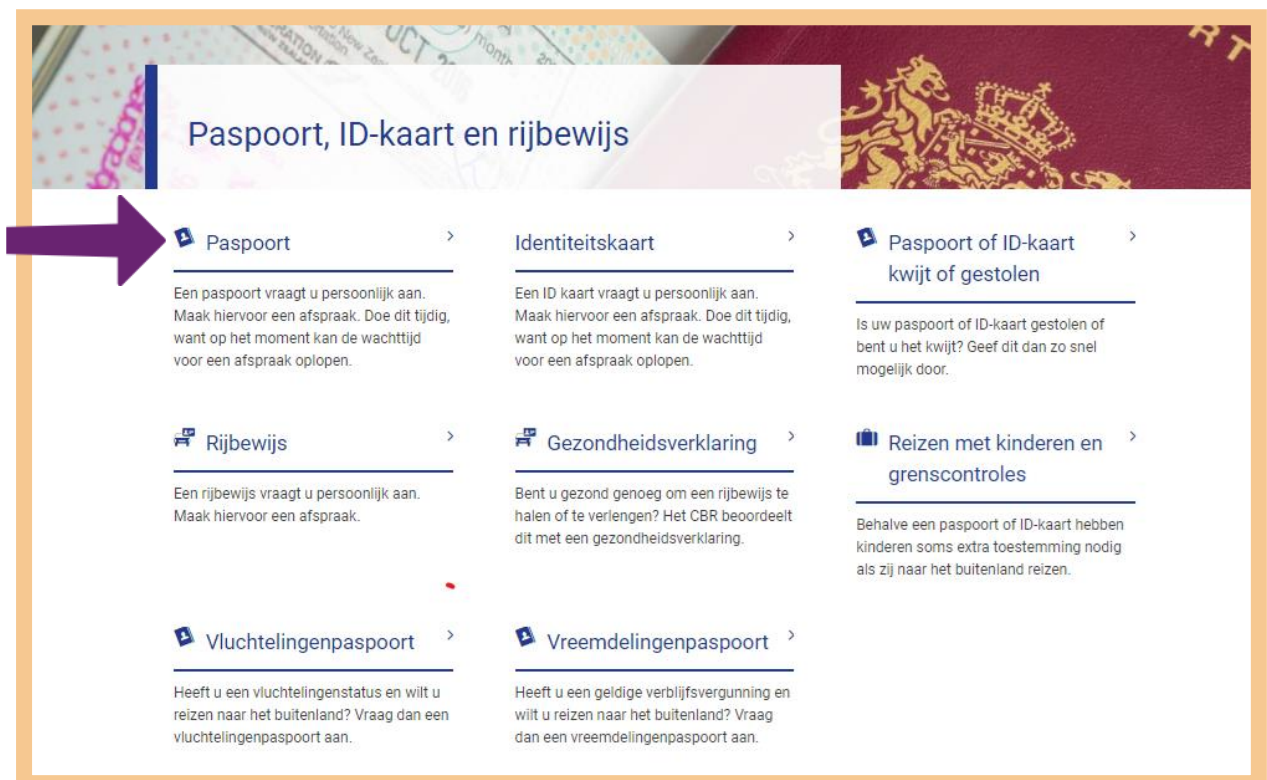 RATION
New Zea
OCT 2006
month
migraciones
RT
Paspoort, ID-kaart en rijbewijs
Paspoort
Een paspoort vraagt u persoonlijk aan.
Maak hiervoor een afspraak. Doe dit tijdig,
want op het moment kan de wachttijd
voor een afspraak oplopen.
Identiteitskaart
Een ID kaart vraagt u persoonlijk aan.
Maak hiervoor een afspraak. Doe dit tijdig,
want op het moment kan de wachttijd
voor een afspraak oplopen.
Paspoort of ID-kaart
kwijt of gestolen
Is uw paspoort of ID-kaart gestolen of
bent u het kwijt? Geef dit dan zo snel
mogelijk door.
Rijbewijs
Een rijbewijs vraagt u persoonlijk aan.
Maak hiervoor een afspraak.
Gezondheidsverklaring
Bent u gezond genoeg om een rijbewijs te
halen of te verlengen? Het CBR beoordeelt
dit met een gezondheidsverklaring.
Reizen met kinderen en
grenscontroles
Behalve een paspoort of ID-kaart hebben
kinderen soms extra toestemming nodig
als zij naar het buitenland reizen.
Vluchtelingenpaspoort
Heeft u een vluchtelingenstatus en wilt u
reizen naar het buitenland? Vraag dan een
vluchtelingenpaspoort aan.
Vreemdelingenpaspoort
Heeft u een geldige verblijfsvergunning en
wilt u reizen naar het buitenland? Vraag
dan een vreemdelingenpaspoort aan.